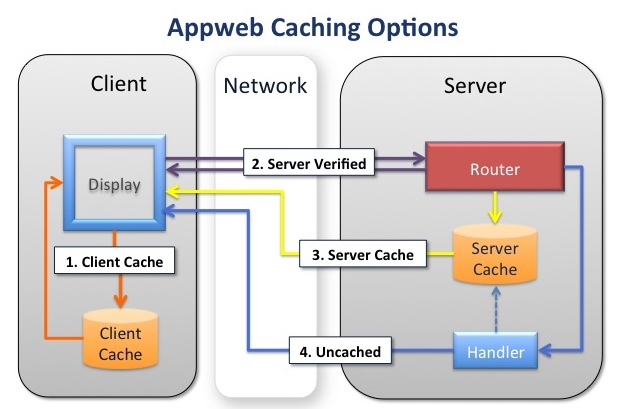 Appweb Caching Options
Client
Network
Server
2. Server Verified
Router
Display
1. Client Cache
3. Server Cache
Server
Cache
Client
Cache
4. Uncached
Handler